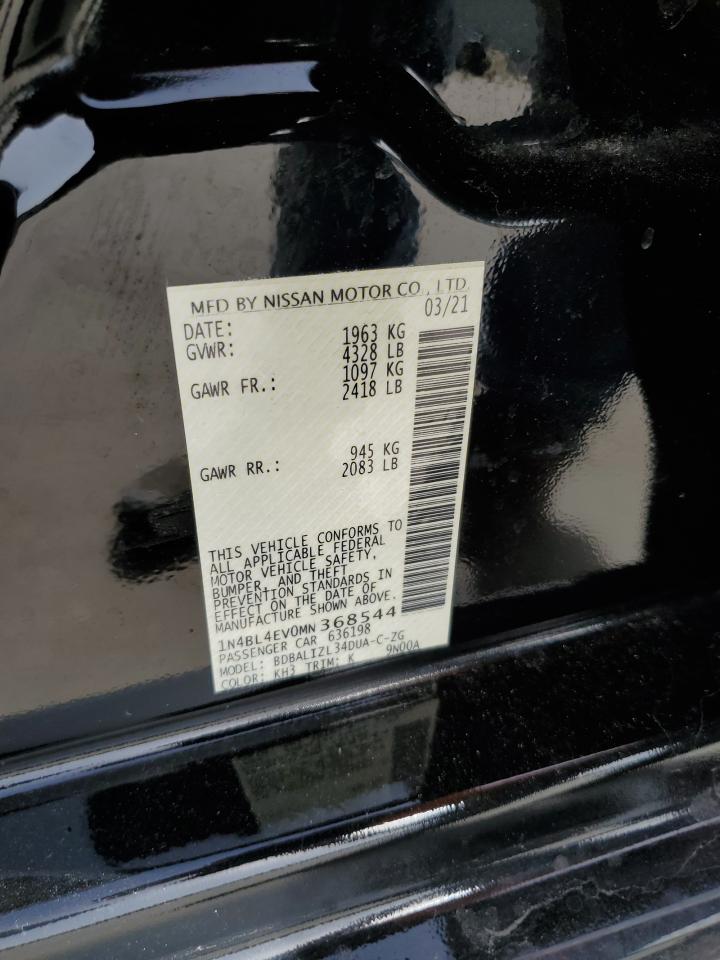 MFD BY NISSAN MOTOR CO., LTD.
DATE: 03/21
GVWR: 1963 KG
4328 LB
GAWR FR.: 1097 KG
2418 LB
GAWR RR.: 945 KG
2083 LB
THIS VEHICLE CONFORMS TO
ALL APPLICABLE FEDERAL
MOTOR VEHICLE SAFETY,
BUMPER, AND THEFT
PREVENTION STANDARDS IN
EFFECT ON THE DATE OF
MANUFACTURE SHOWN ABOVE.
1N4BL4EV0MN368544
PASSENGER CAR 636198
MODEL: BDBALIZL34DUA-C-ZG
COLOR: KH3 TRIM: K 9N00A